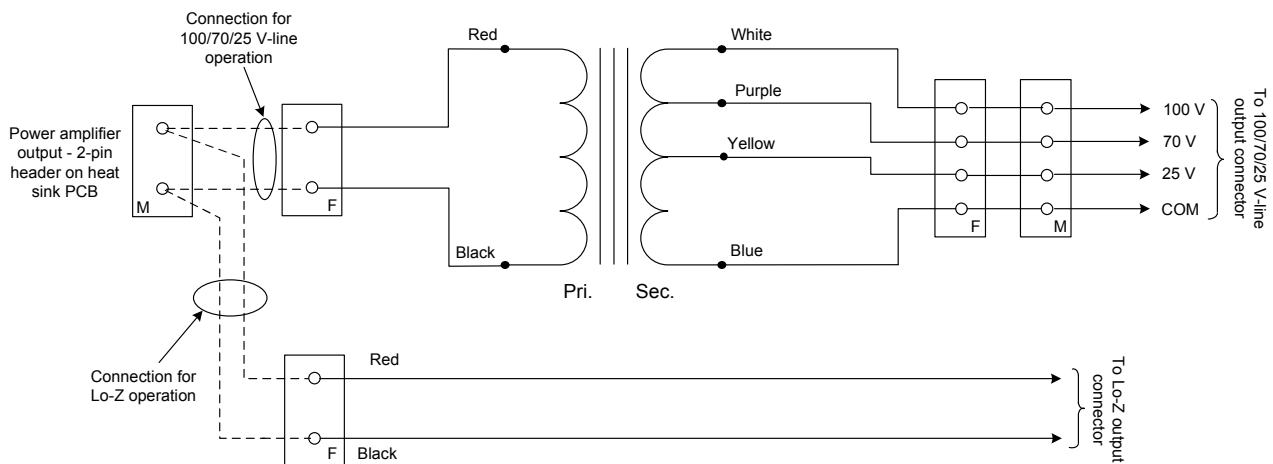 Connection for
100/70/25 V-line
operation
Red
White
Purple
Yellow
Power amplifier
output - 2-pin
header on heat
sink PCB
M
F
Black
Blue
Pri.
Sec.
F
M
100 V
70 V
25 V
COM
To 100/70/25 V-line
output connector
Connection for
Lo-Z operation
Red
F
Black
To Lo-Z output
connector